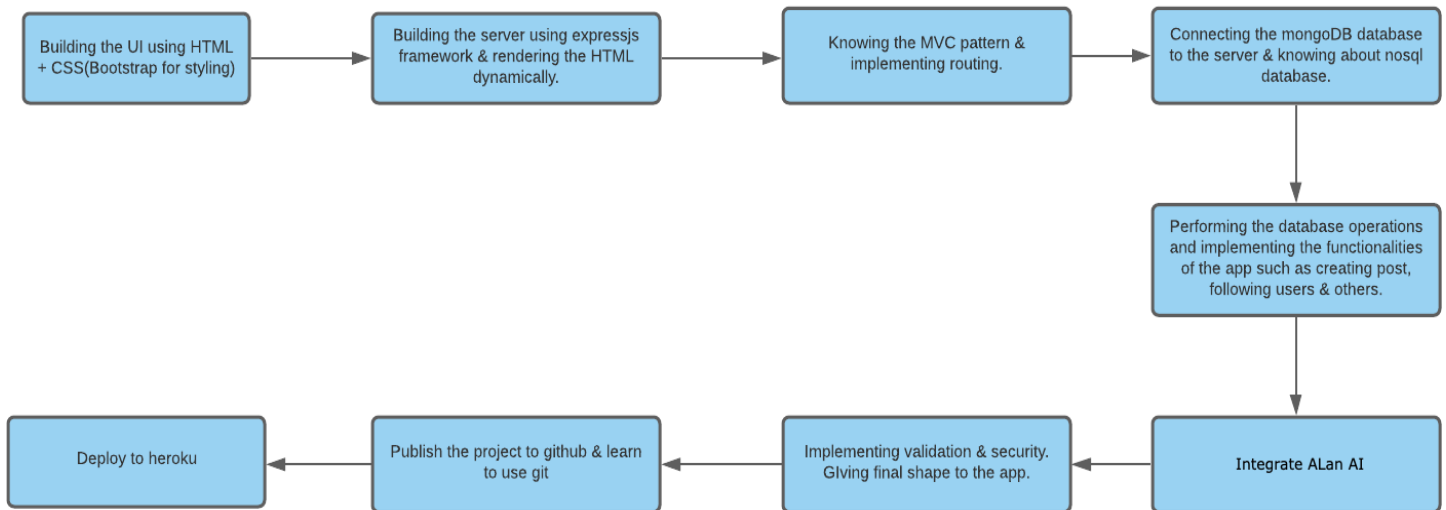 Building the UI using HTML
+ CSS(Bootstrap for styling)
Building the server using expressjs
framework & rendering the HTML
dynamically.
Knowing the MVC pattern &
implementing routing.
Connecting the mongoDB database
to the server & knowing about nosql
database.
Performing the database operations
and implementing the functionalities
of the app such as creating post,
following users & others.
Integrate ALan AI
Implementing validation & security.
GIving final shape to the app.
Publish the project to github & learn
to use git
Deploy to heroku